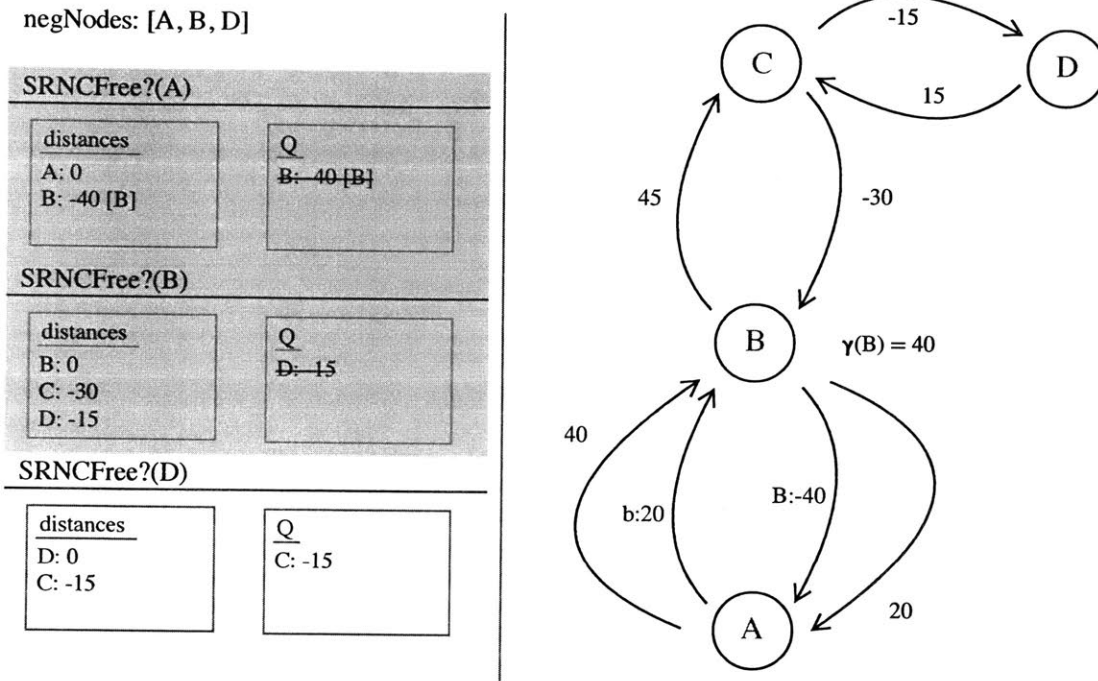 negNodes: [A, B, D]
SRNCFree?(A)
distances
A: 0
B: -40 [B]
Q
B: -40 [B]
SRNCFree?(B)
distances
B: 0
C: -30
D: -15
Q
D: -15
SRNCFree?(D)
distances
D: 0
C: -15
Q
C: -15
-15
C
D
15
45
-30
B
γ(B) = 40
40
b:20
B:-40
20
A